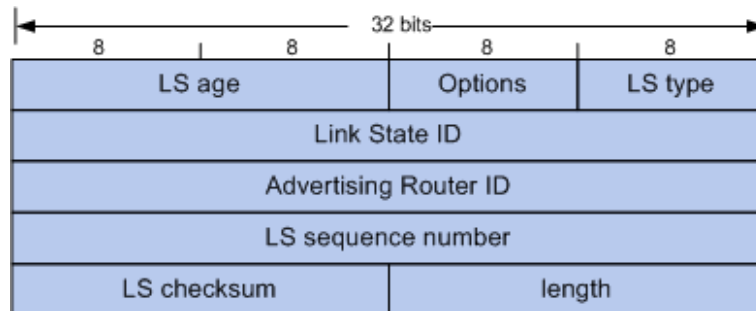 32 bits
8 8 8 8
LS age Options LS type
Link State ID
Advertising Router ID
LS sequence number
LS checksum length